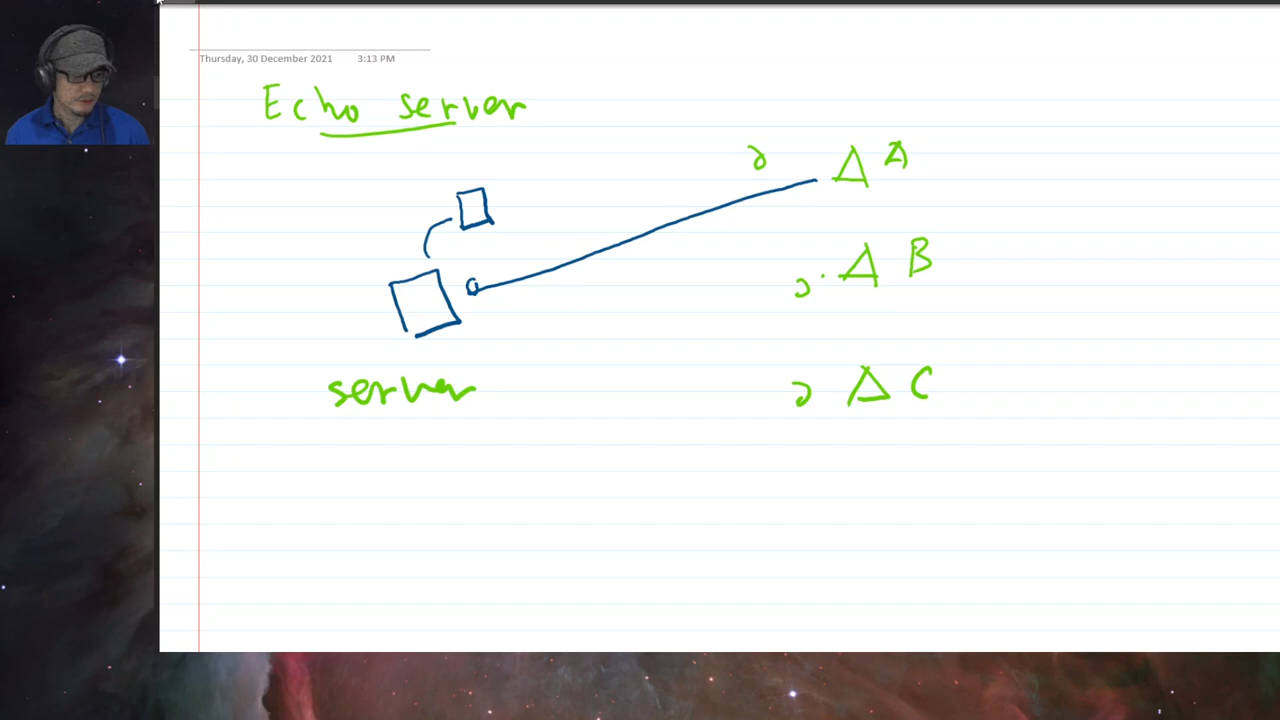 Thursday, 30 December 2021 3:13 PM
Echo server
A
B
server
C